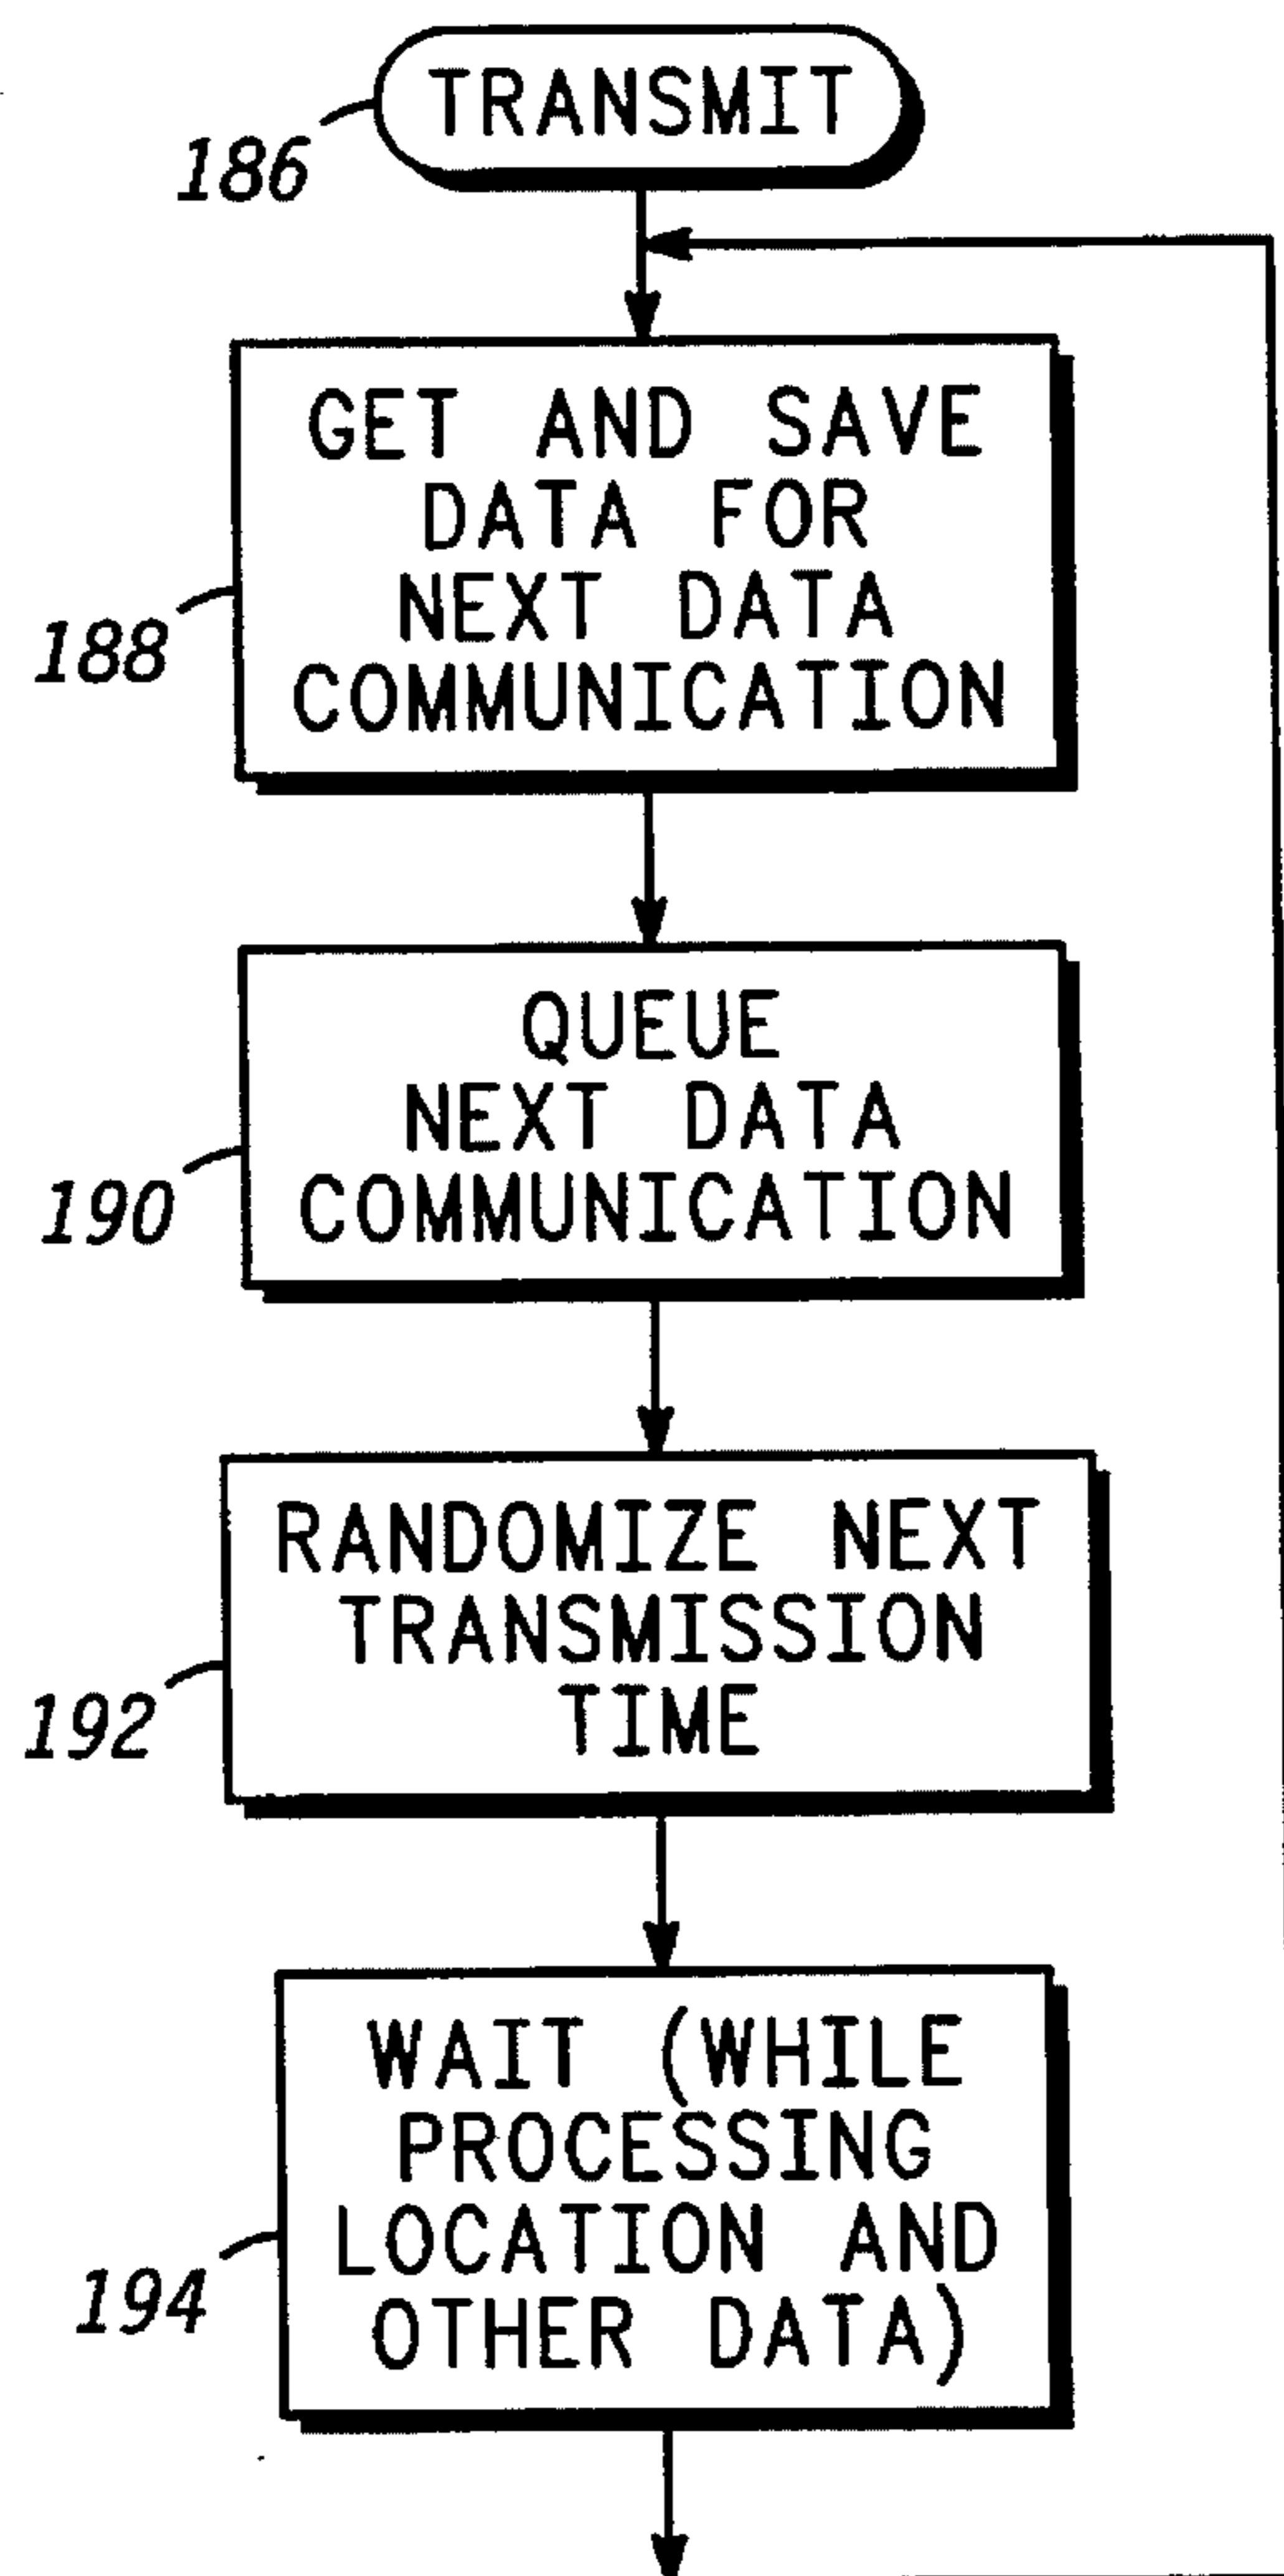 TRANSMIT
186
GET AND SAVE
DATA FOR
NEXT DATA
COMMUNICATION
188
QUEUE
NEXT DATA
COMMUNICATION
190
RANDOMIZE NEXT
TRANSMISSION
TIME
192
WAIT (WHILE
PROCESSING
LOCATION AND
OTHER DATA)
194